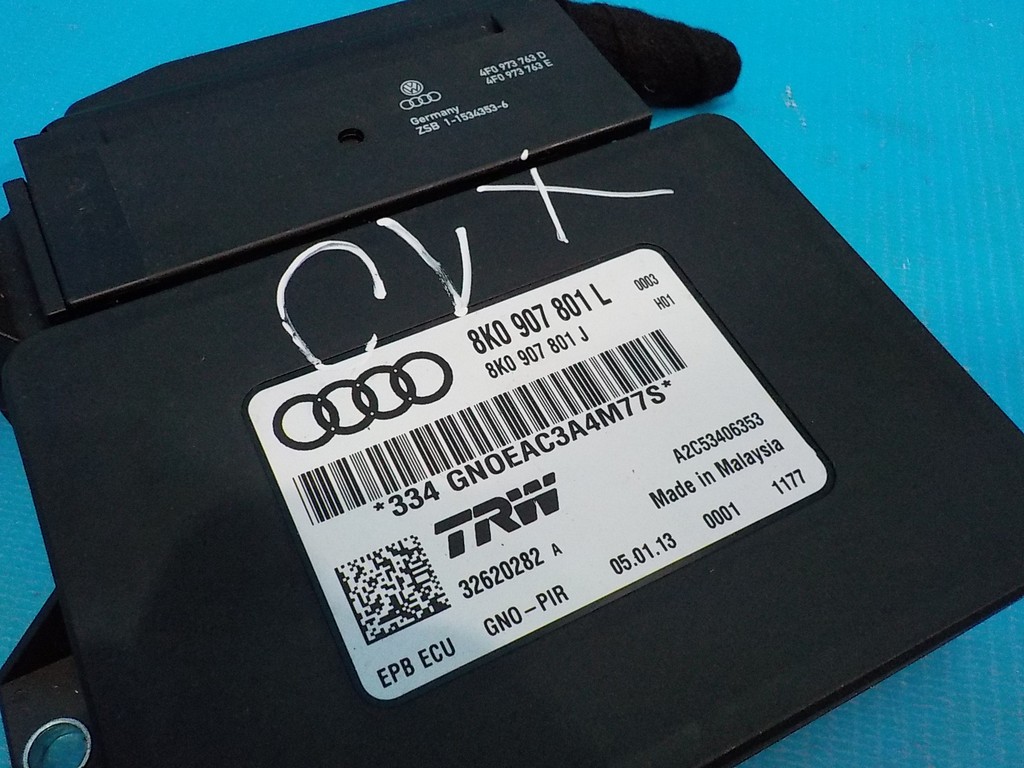 4F0 973 763 D
4F0 973 763 E
Germany
ZSB 1-1534353-6
CVX
8K0 907 801 L
0003
8K0 907 801 J
H01
*334 GNOEAC3A4M77S*
A2C53406353
TRW
Made in Malaysia
32620282 A
05.01.13
0001
1177
EPB ECU
GNO-PIR